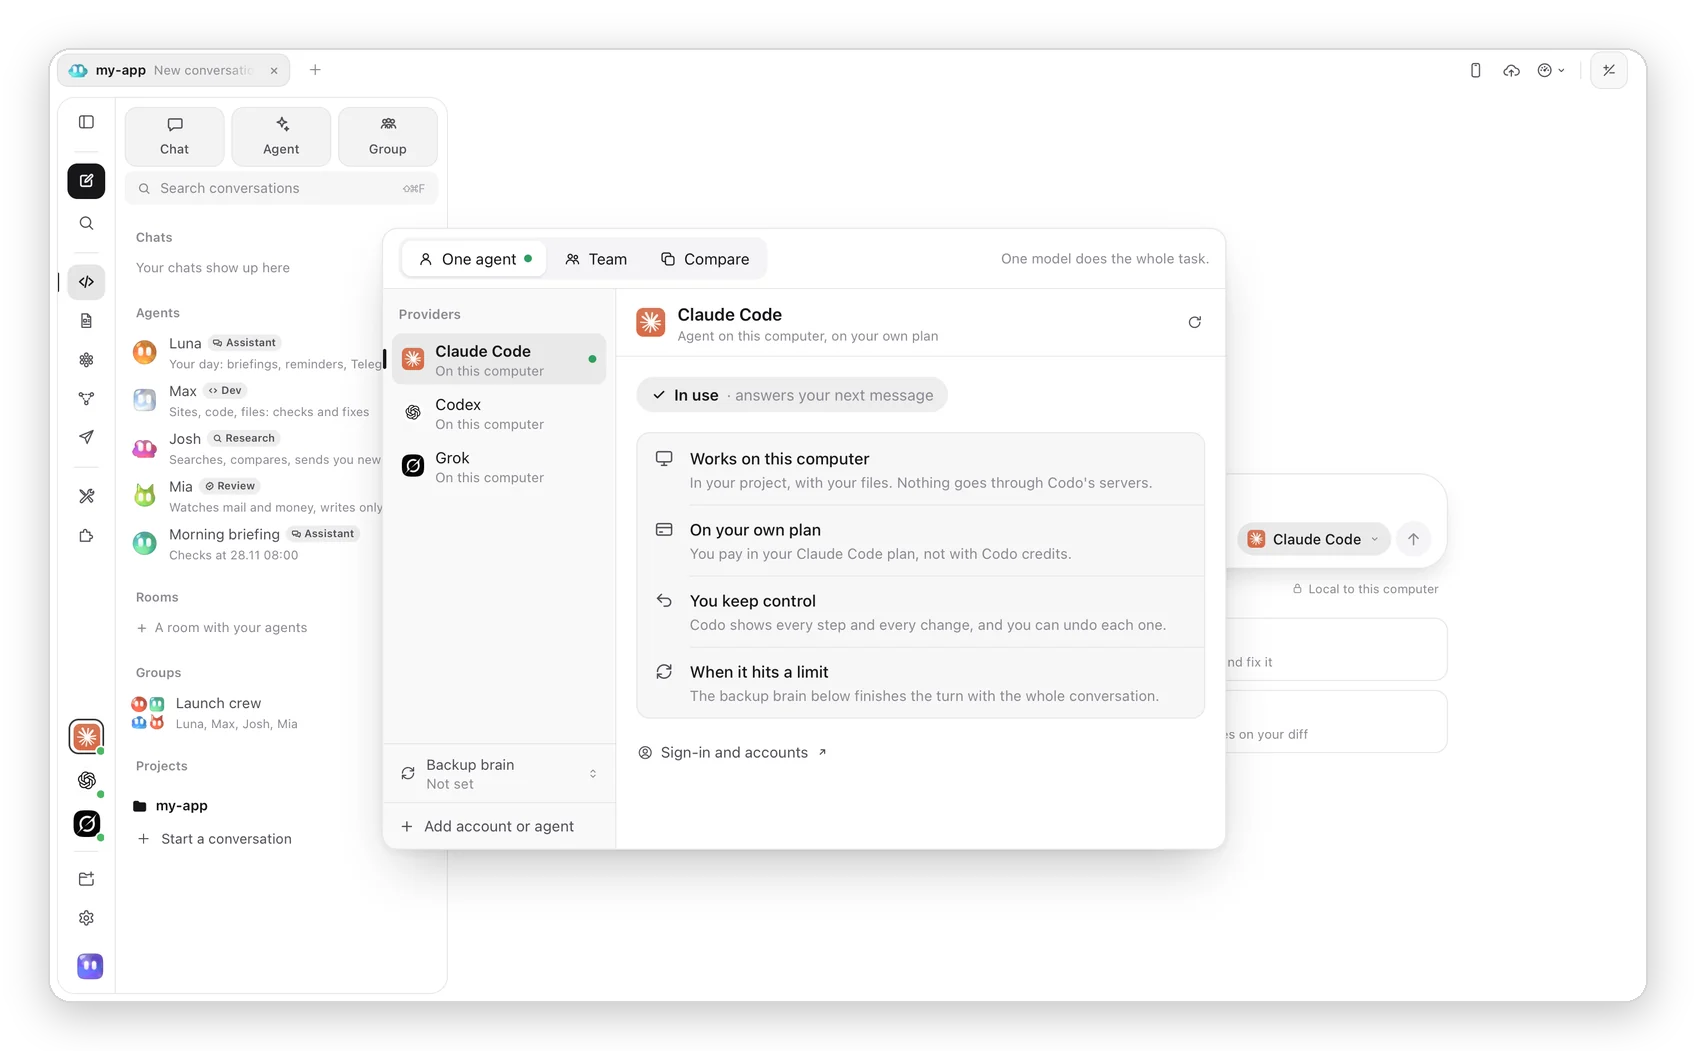 my-app New conversatio
Chat
Agent
Group
Search conversations ⇧⌘F
Chats
Your chats show up here
Agents
Luna Assistant
Your day: briefings, reminders, Teleg
Max Dev
Sites, code, files: checks and fixes
Josh Research
Searches, compares, sends you new
Mia Review
Watches mail and money, writes only
Morning briefing Assistant
Checks at 28.11 08:00
Rooms
+ A room with your agents
Groups
Launch crew
Luna, Max, Josh, Mia
Projects
my-app
+ Start a conversation
One agent
Team
Compare
One model does the whole task.
Providers
Claude Code
On this computer
Codex
On this computer
Grok
On this computer
Backup brain
Not set
+ Add account or agent
Claude Code
Agent on this computer, on your own plan
In use · answers your next message
Works on this computer
In your project, with your files. Nothing goes through Codo's servers.
On your own plan
You pay in your Claude Code plan, not with Codo credits.
You keep control
Codo shows every step and every change, and you can undo each one.
When it hits a limit
The backup brain below finishes the turn with the whole conversation.
Sign-in and accounts ↗
Claude Code
Local to this computer
nd fix it
es on your diff